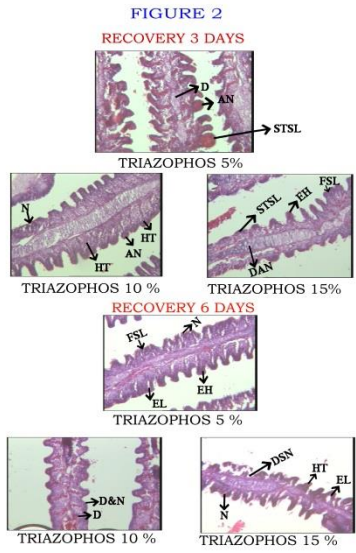 FIGURE 2
RECOVERY 3 DAYS
D
AN
STSL
TRIAZOPHOS 5%
N
HT
AN
HT
TRIAZOPHOS 10 %
STSL
EH
FSL
DAN
TRIAZOPHOS 15%
RECOVERY 6 DAYS
FSL
N
EL
EH
TRIAZOPHOS 5 %
D&N
D
TRIAZOPHOS 10 %
DSN
HT
EL
N
TRIAZOPHOS 15 %